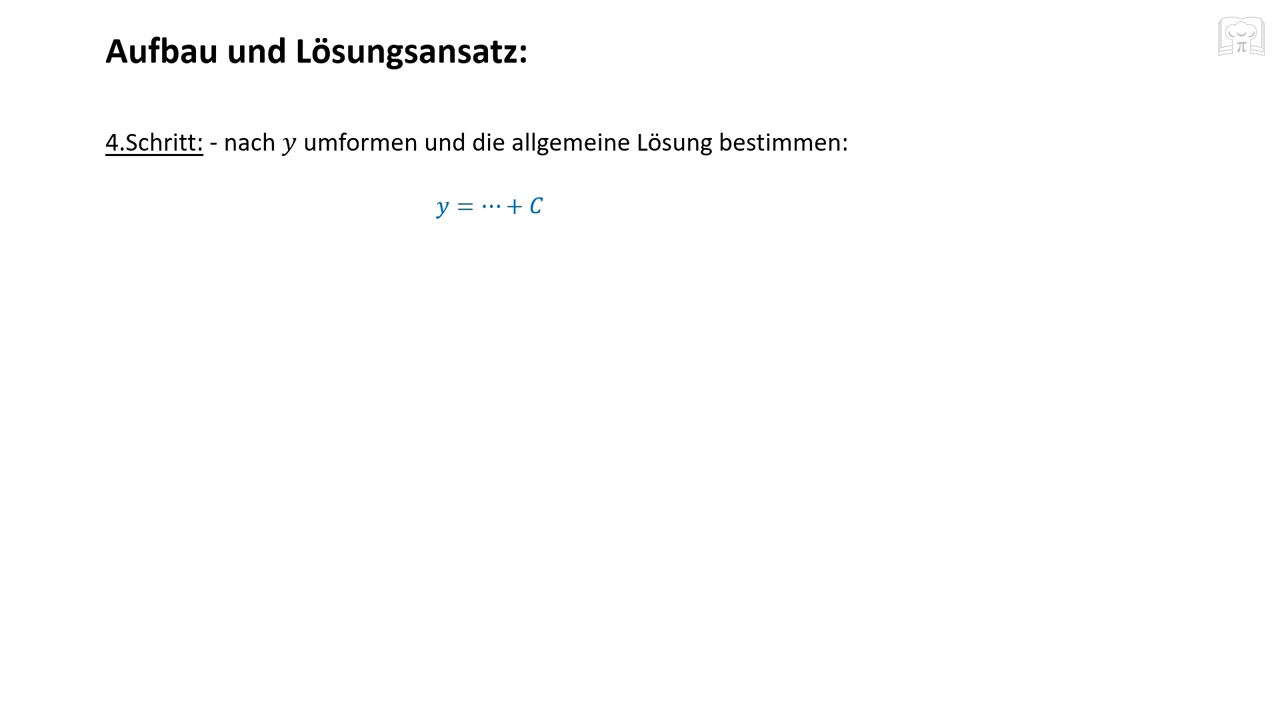 Aufbau und Lösungsansatz:
4.Schritt: - nach y umformen und die allgemeine Lösung bestimmen:
y = ⋯ + C
π